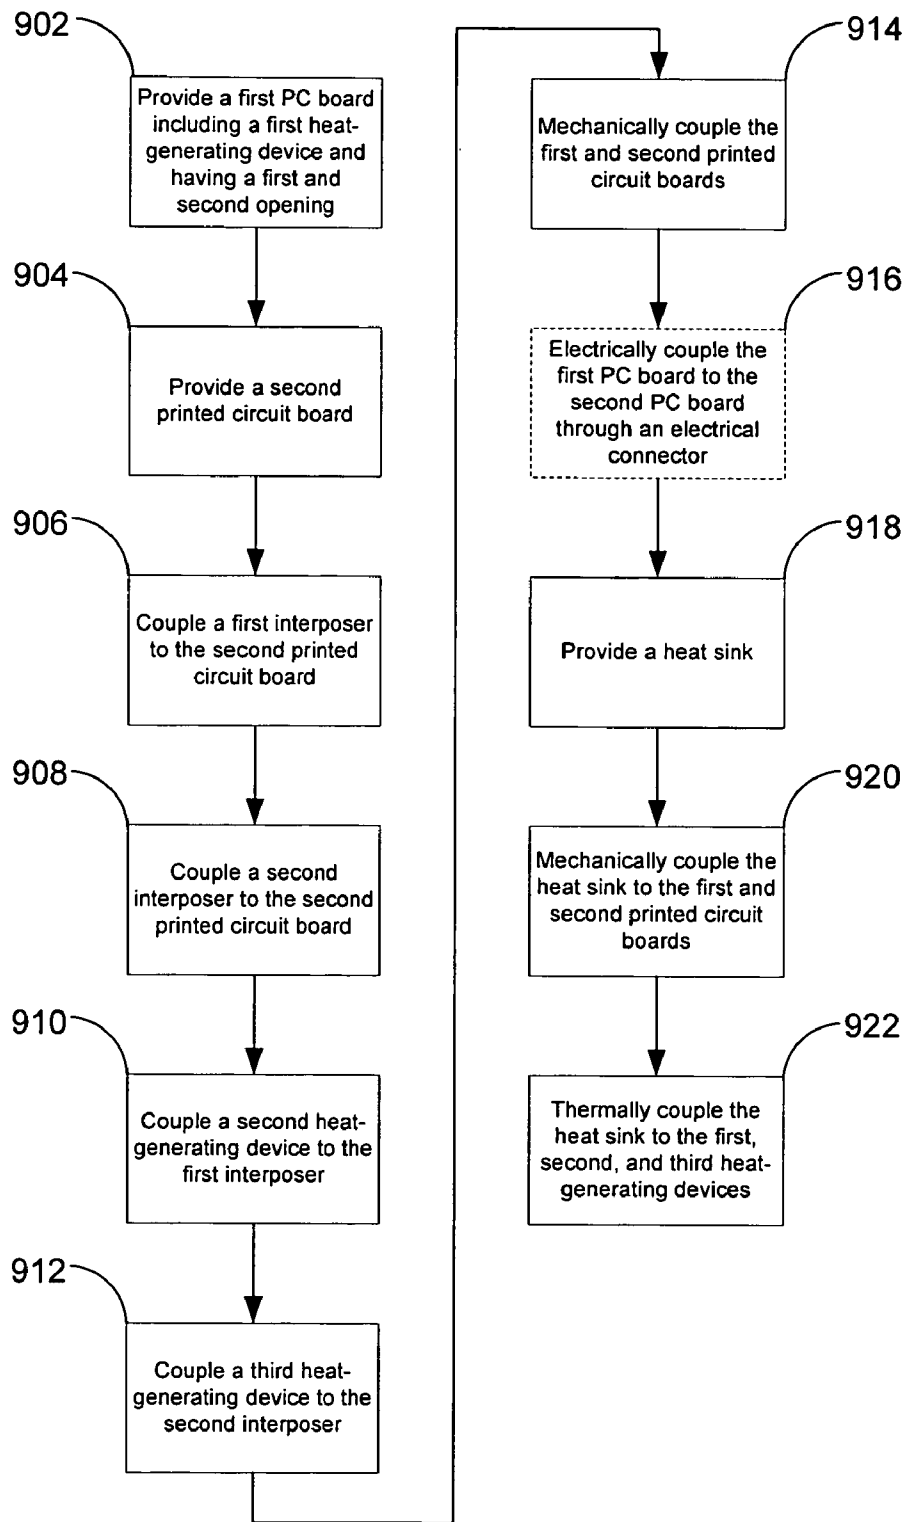 902
Provide a first PC board
including a first heat-
generating device and
having a first and
second opening
904
Provide a second
printed circuit board
906
Couple a first interposer
to the second printed
circuit board
908
Couple a second
interposer to the second
printed circuit board
910
Couple a second heat-
generating device to
the first interposer
912
Couple a third heat-
generating device to the
second interposer
914
Mechanically couple the
first and second printed
circuit boards
916
Electrically couple the
first PC board to the
second PC board
through an electrical
connector
918
Provide a heat sink
920
Mechanically couple the
heat sink to the first and
second printed circuit
boards
922
Thermally couple the
heat sink to the first,
second, and third heat-
generating devices